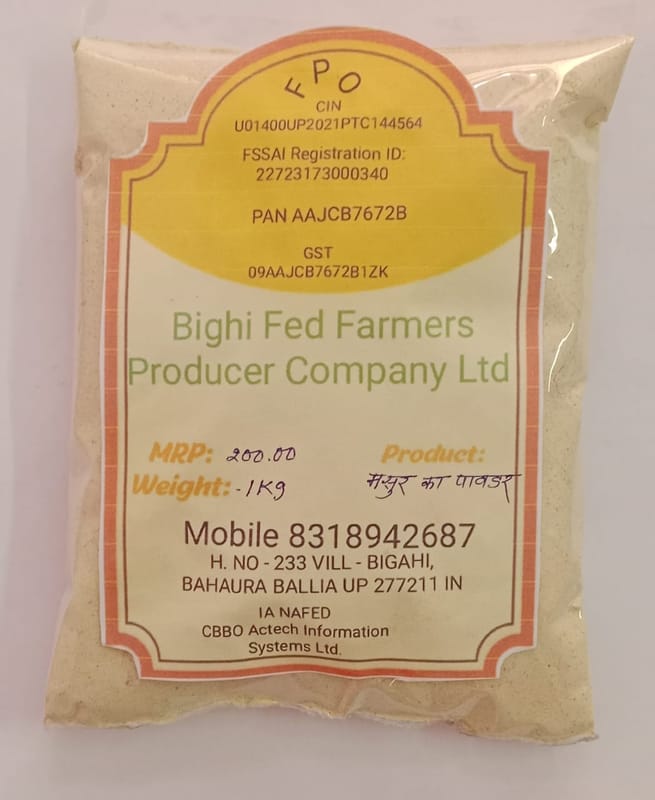 FPO
CIN
U01400UP2021PTC144564
FSSAI Registration ID:
22723173000340
PAN AAJCB7672B
GST
09AAJCB7672B1ZK
Bighi Fed Farmers
Producer Company Ltd
MRP: 200.00 Product:
Weight:-1Kg मसुर का पावडर
Mobile 8318942687
H. NO - 233 VILL - BIGAHI,
BAHAURA BALLIA UP 277211 IN
IA NAFED
CBBO Actech Information
Systems Ltd.